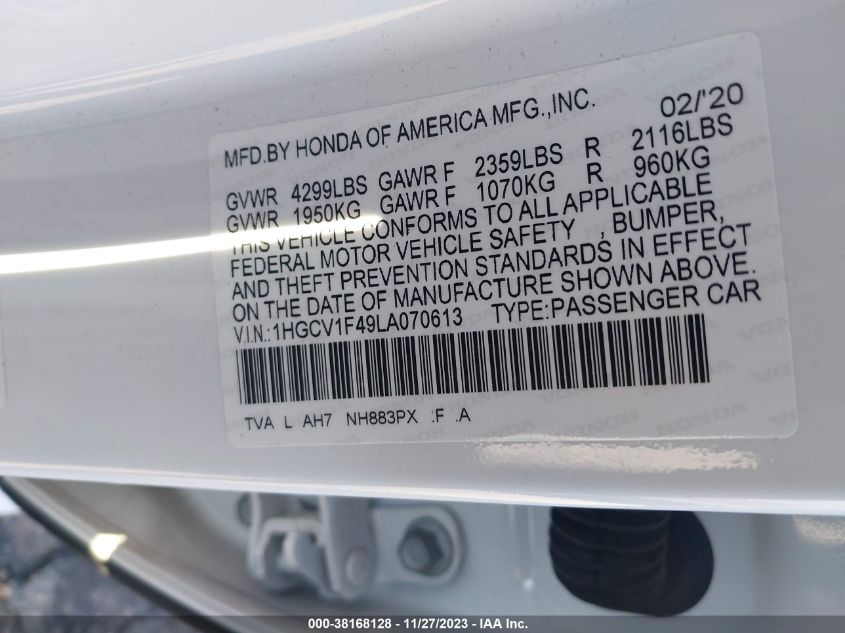 MFD.BY HONDA OF AMERICA MFG.,INC. 02/'20
GVWR 4299LBS GAWR F 2359LBS R 2116LBS
GVWR 1950KG GAWR F 1070KG R 960KG
THIS VEHICLE CONFORMS TO ALL APPLICABLE
FEDERAL MOTOR VEHICLE SAFETY , BUMPER,
AND THEFT PREVENTION STANDARDS IN EFFECT
ON THE DATE OF MANUFACTURE SHOWN ABOVE.
V.I.N.:1HGCV1F49LA070613 TYPE:PASSENGER CAR
TVA L AH7 NH883PX :F :A
000-38168128 - 11/27/2023 - IAA Inc.